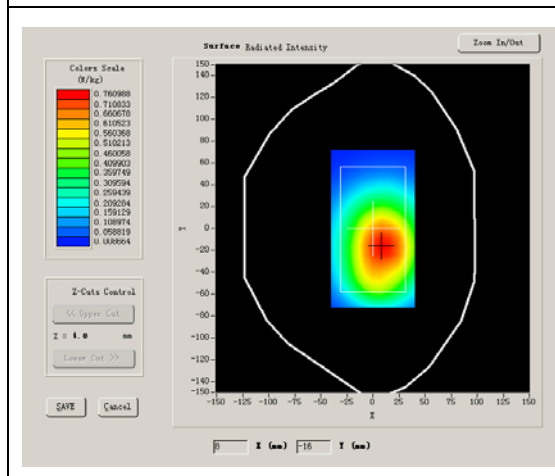 Surface Radiated Intensity
Zoom In/Out
Colors Scale
(W/kg)
0.760988
0.710833
0.660678
0.610523
0.560368
0.510213
0.460058
0.409903
0.359749
0.309594
0.259439
0.209284
0.159129
0.108974
0.058819
0.008664
Z-Cuts Control
<< Upper Cut
Z = 4.0 mm
Lower Cut >>
SAVE
Cancel
150
140
120
100
80
60
40
20
0
-20
-40
-60
-80
-100
-120
-140
-150
Y
-150 -125 -100 -75 -50 -25 0 25 50 75 100 125 150
X
8 X (mm) -16 Y (mm)